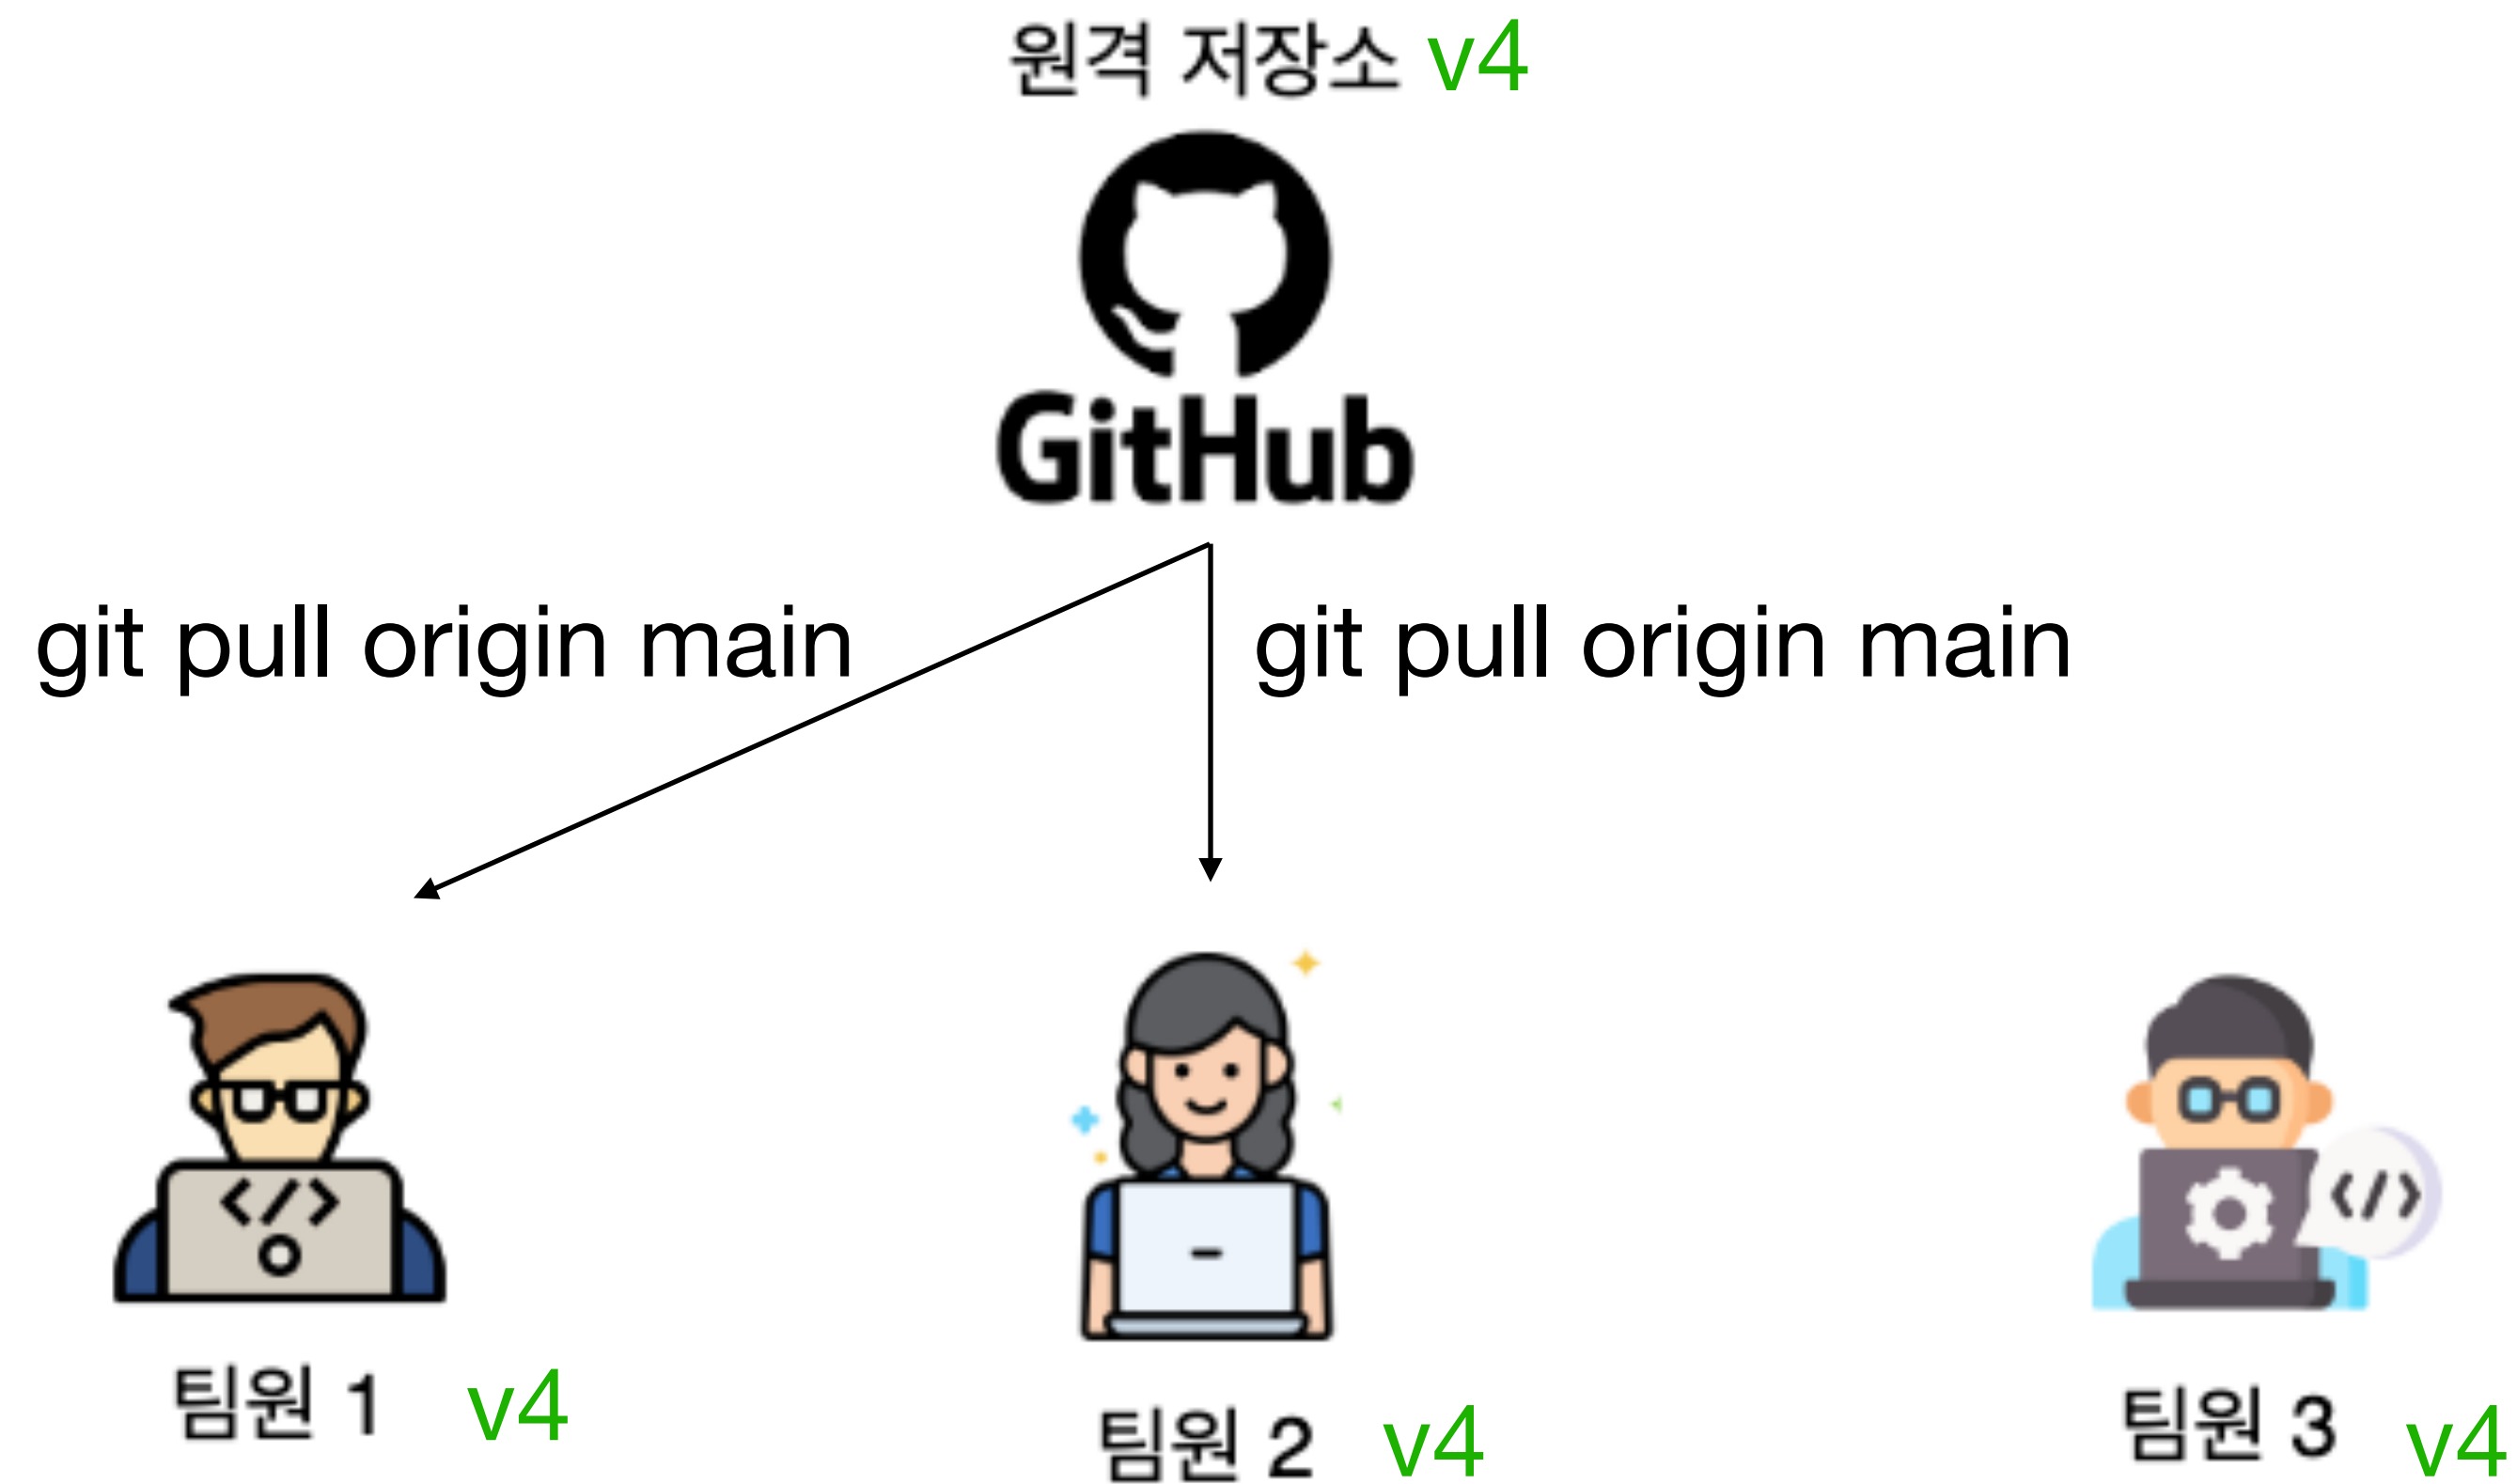 원격 저장소 v4
GitHub
git pull origin main
git pull origin main
</>
</>
팀원 1 v4
팀원 2 v4
팀원 3 v4